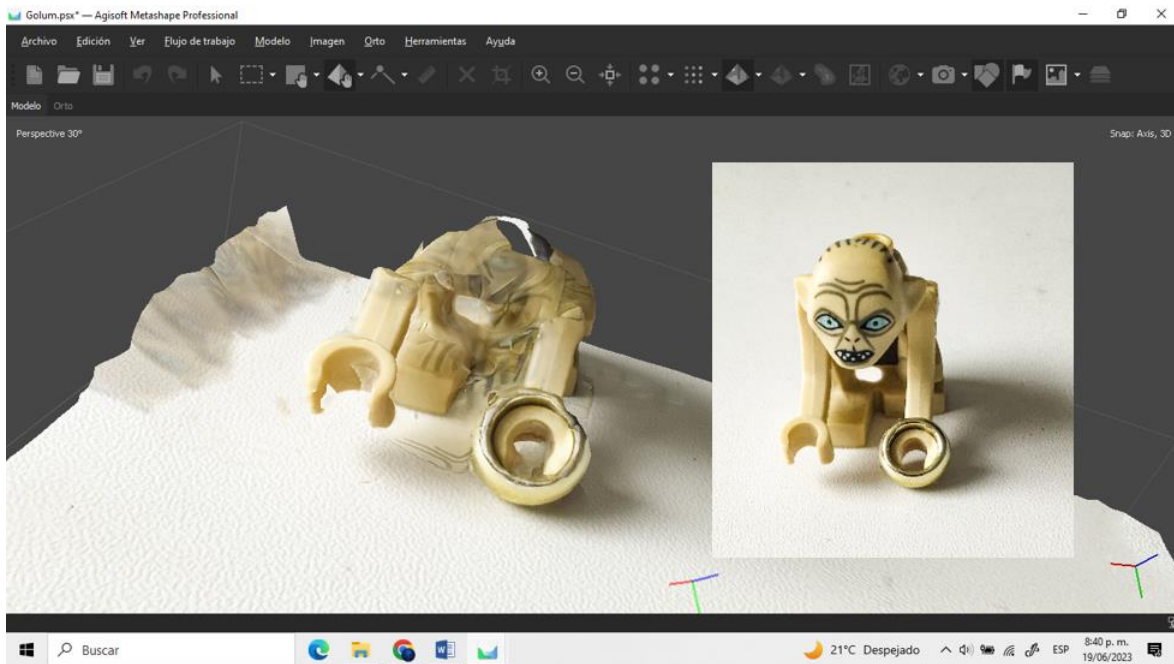 Golum.psx* — Agisoft Metashape Professional
Archivo Edición Ver Flujo de trabajo Modelo Imagen Orto Herramientas Ayuda
Modelo Orto
Perspective 30°
Snap: Axis, 3D
Buscar
21°C Despejado
ESP
8:40 p. m.
19/06/2023